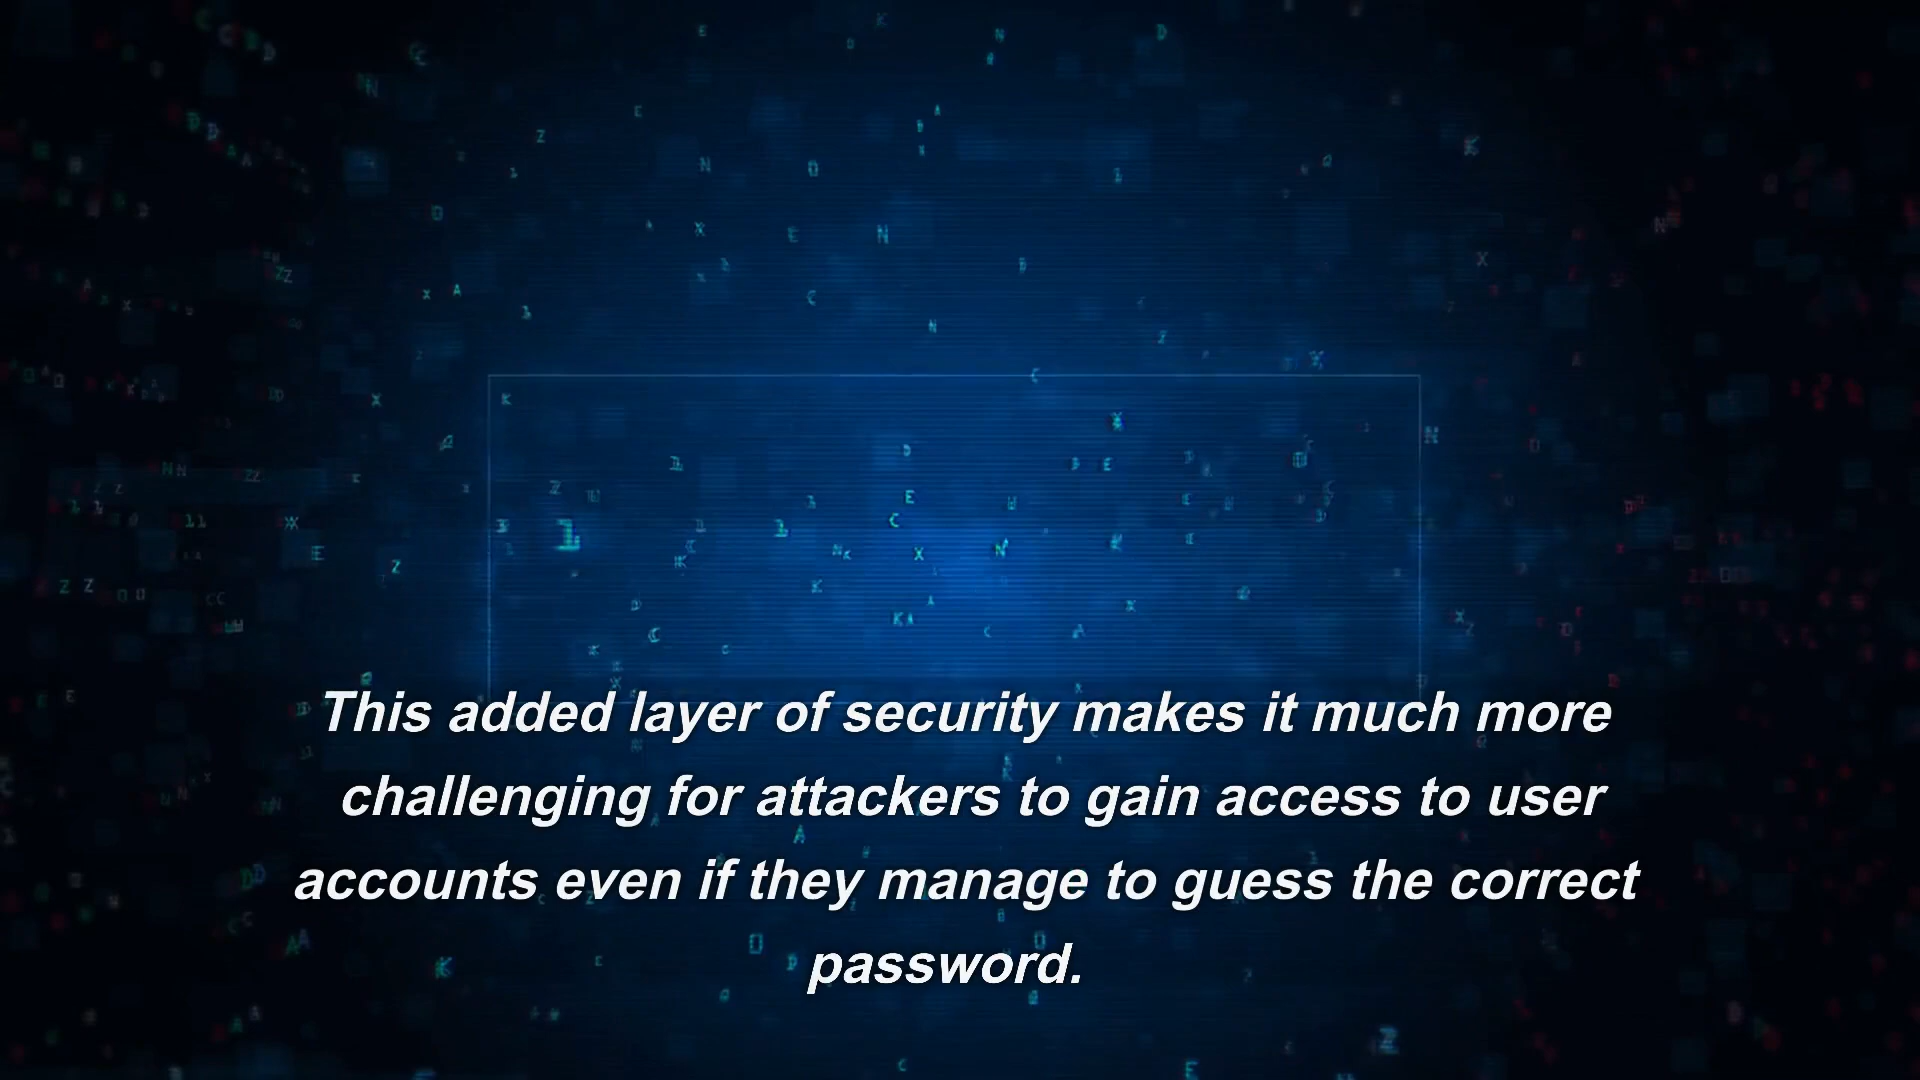 This added layer of security makes it much more
challenging for attackers to gain access to user
accounts even if they manage to guess the correct
password.